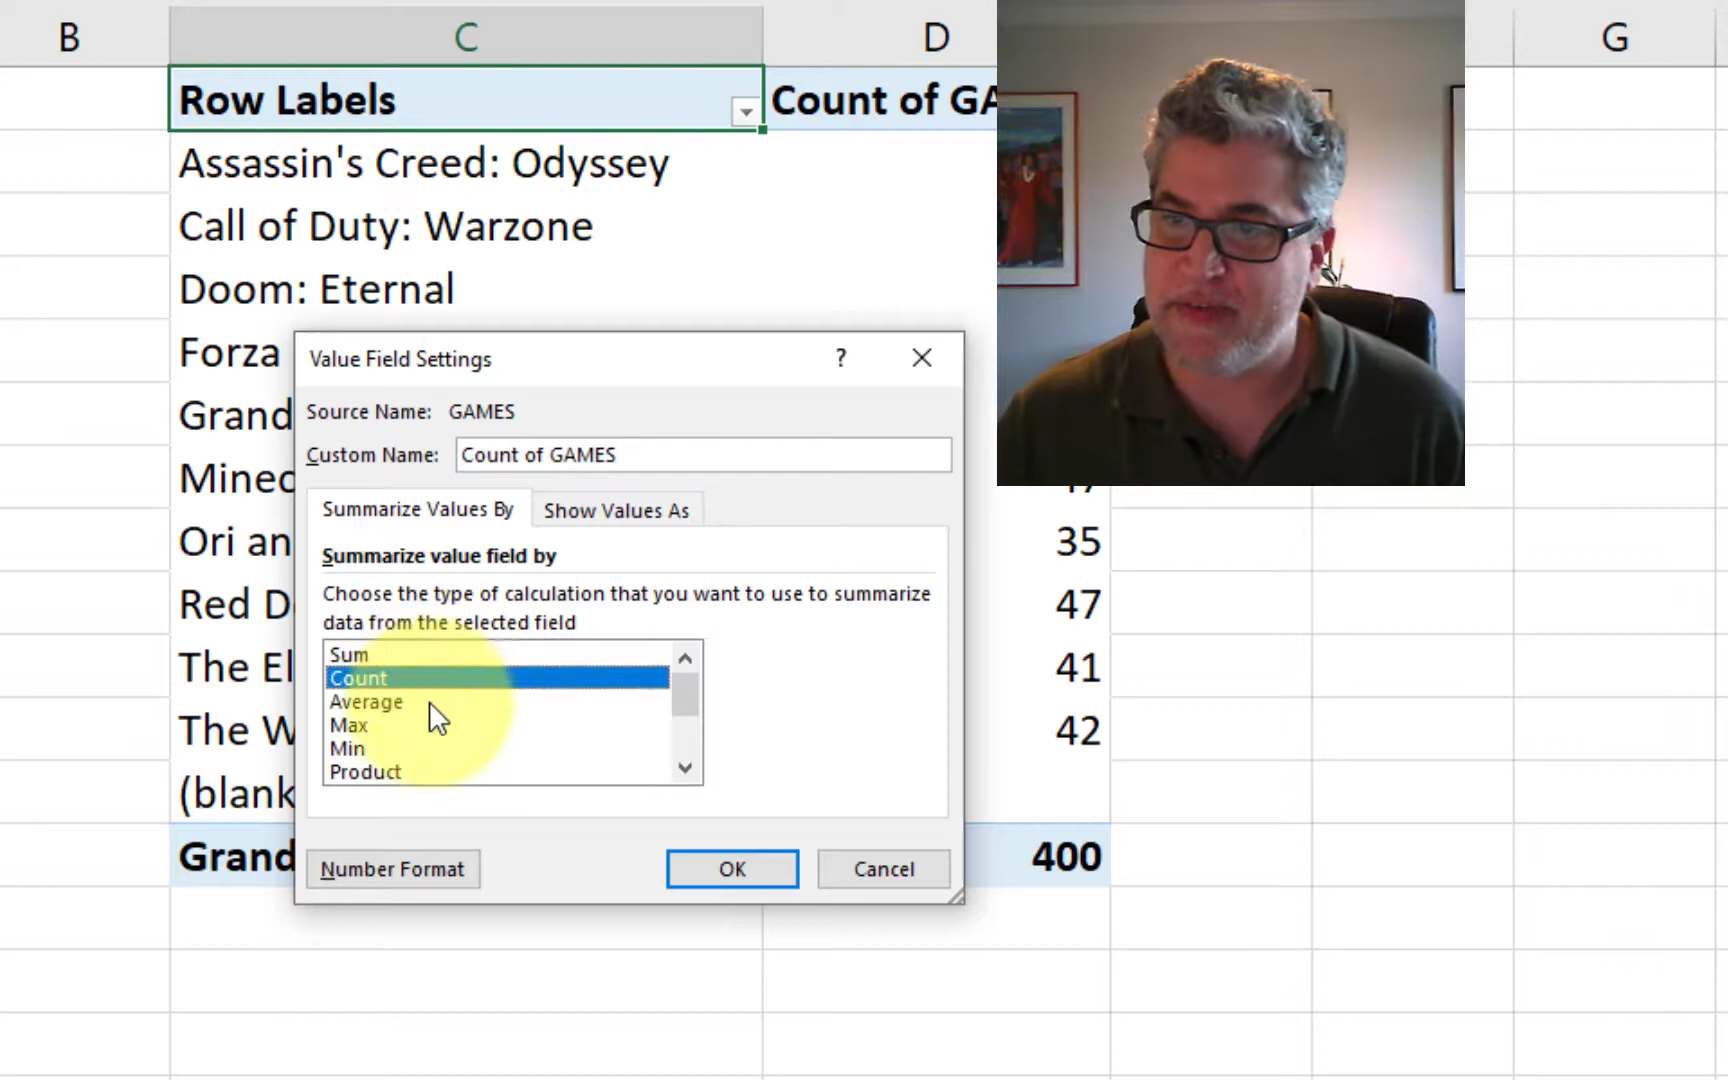 B C D G
Row Labels Count of GA
Assassin's Creed: Odyssey
Call of Duty: Warzone
Doom: Eternal
Forza
Grand
Minec
Ori an 35
Red D 47
The El 41
The W 42
(blank
Grand 400
Value Field Settings ?
Source Name: GAMES
Custom Name: Count of GAMES
Summarize Values By Show Values As
Summarize value field by
Choose the type of calculation that you want to use to summarize
data from the selected field
Sum
Count
Average
Max
Min
Product
Number Format OK Cancel